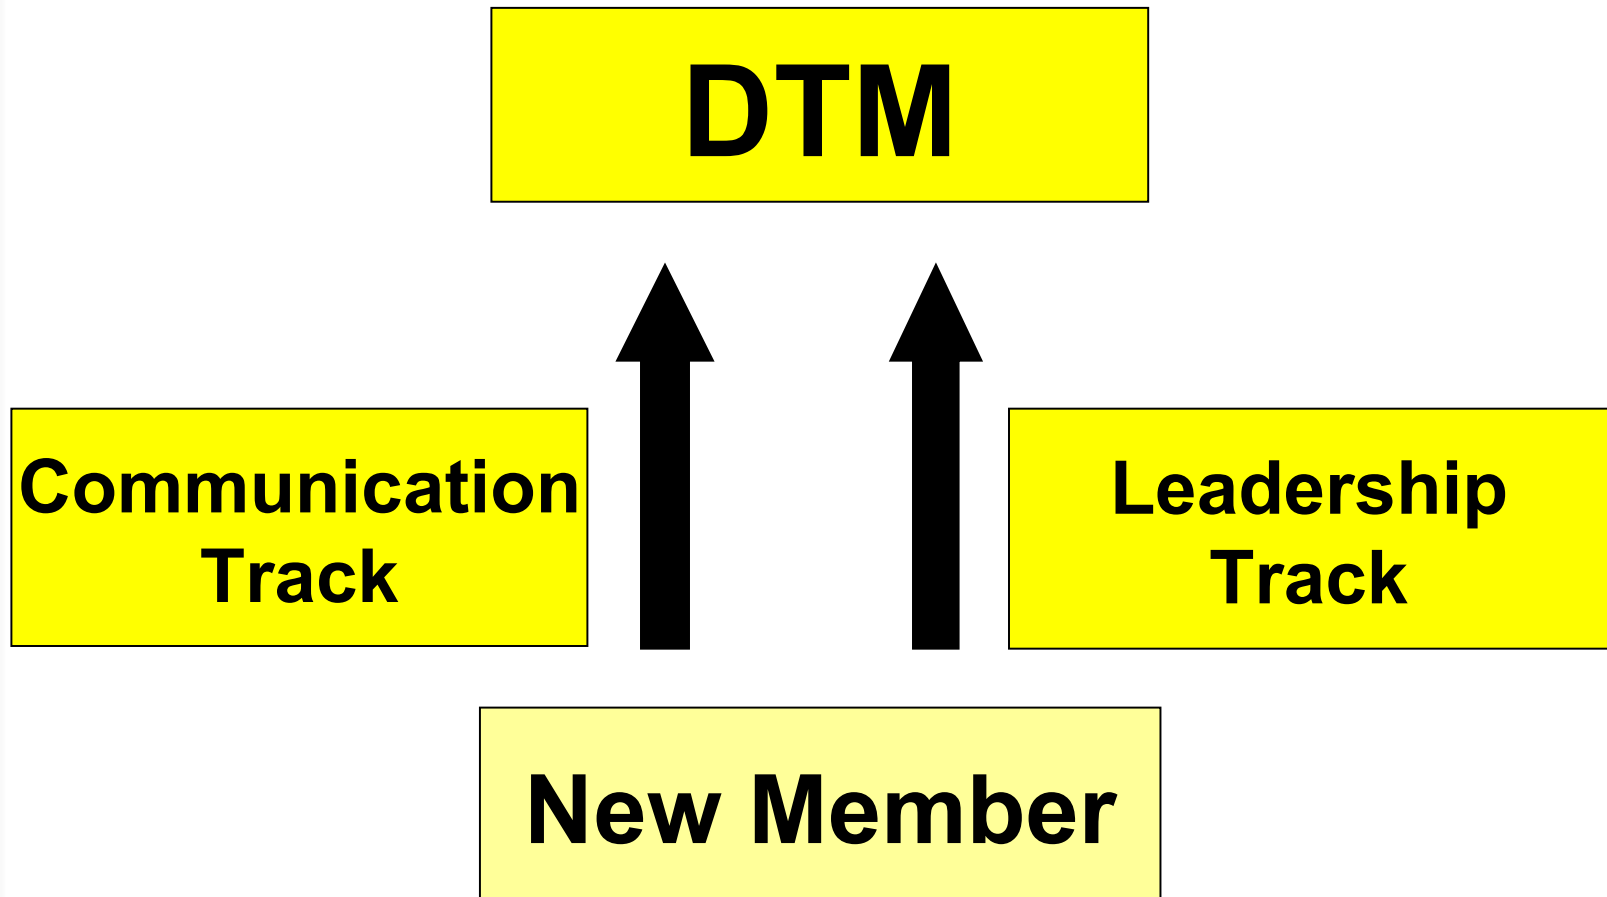 DTM
Communication
Track
Leadership
Track
New Member